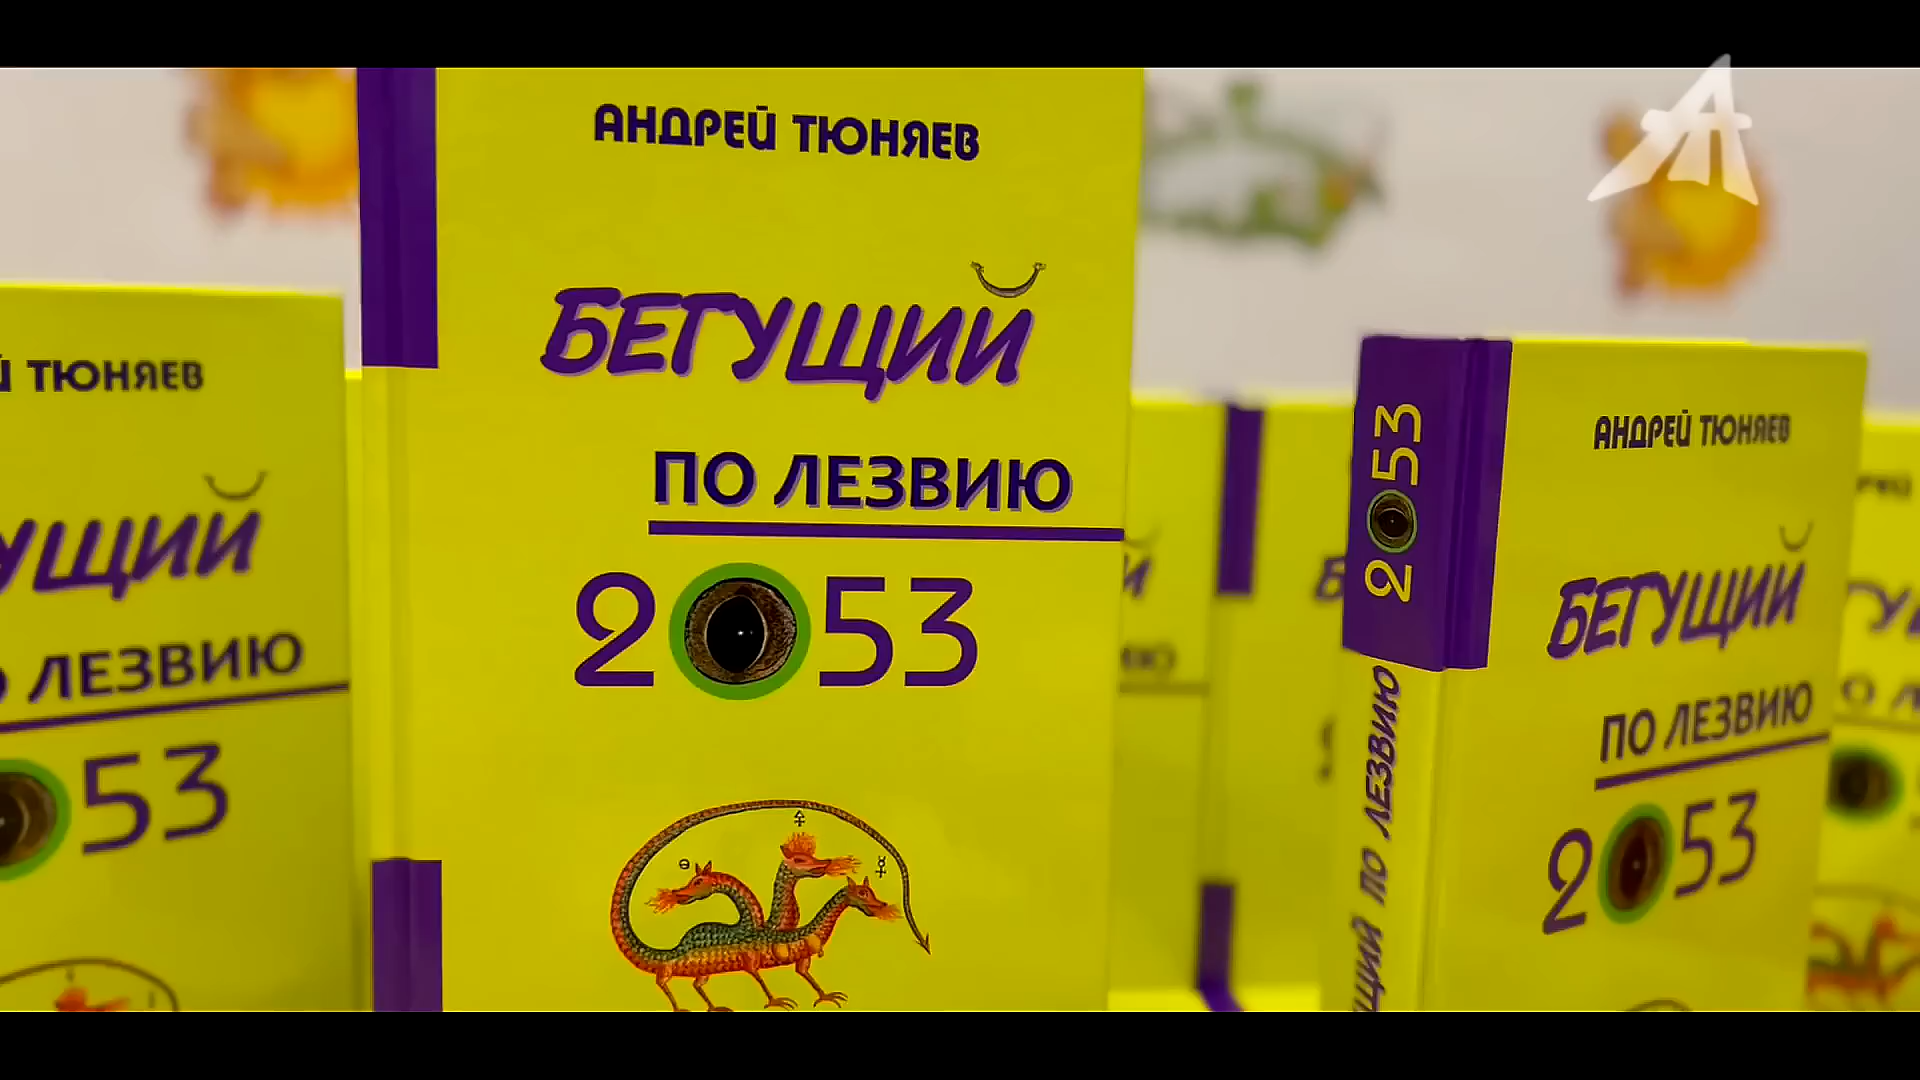 АНДРЕЙ ТЮНЯЕВ
БЕГУЩИЙ
ПО ЛЕЗВИЮ
2053
ТЮНЯЕВ
ЛЕЗВИЮ
53
2053
ПО ЛЕЗВИЮ
АНДРЕЙ ТЮНЯЕВ
БЕГУЩИЙ
ПО ЛЕЗВИЮ
2053